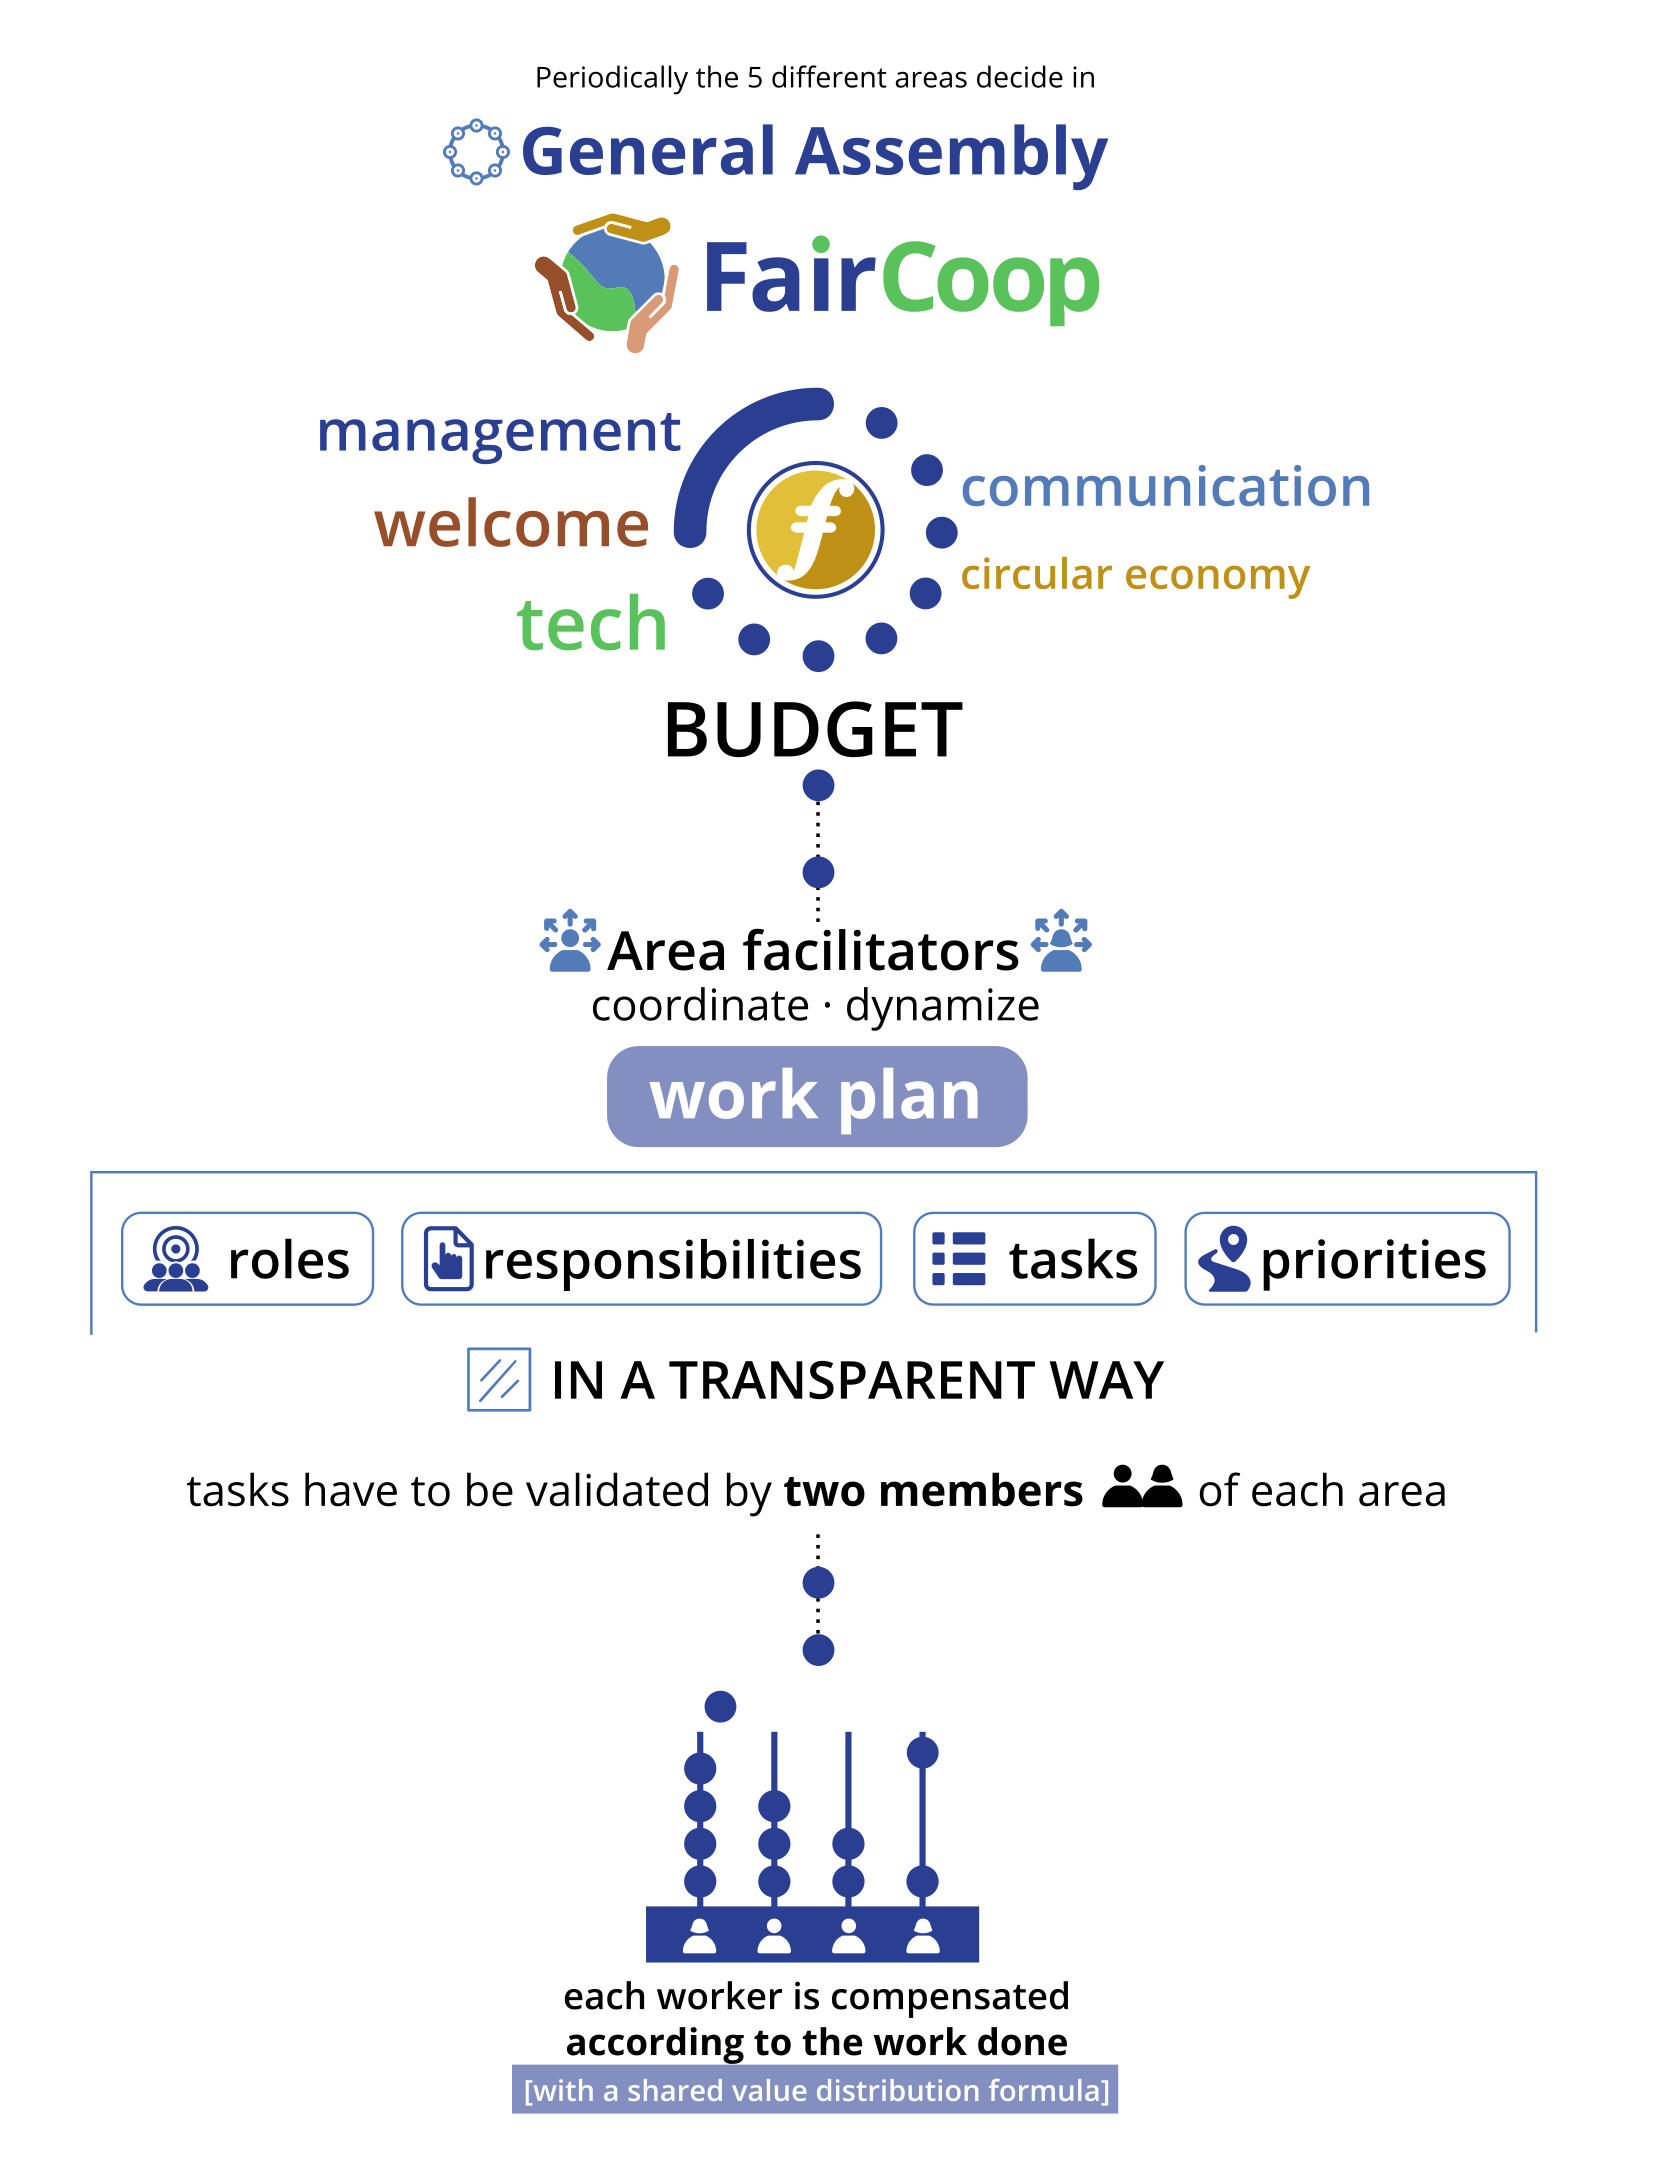 Periodically the 5 different areas decide in
General Assembly
FairCoop
management
welcome
tech
communication
circular economy
BUDGET
Area facilitators
coordinate · dynamize
work plan
roles
responsibilities
tasks
priorities
IN A TRANSPARENT WAY
tasks have to be validated by two members of each area
each worker is compensated
according to the work done
[with a shared value distribution formula]